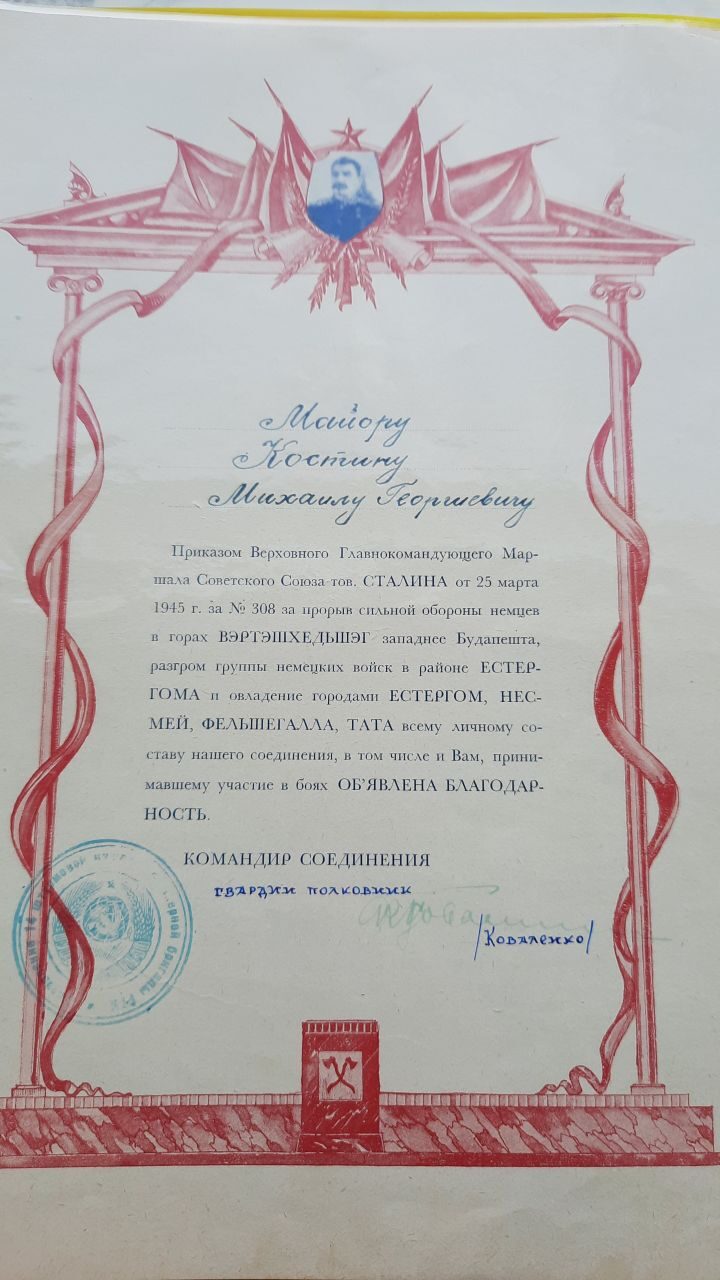 Майору
Костину
Михаилу Георгиевичу
Приказом Верховного Главнокомандующего Мар-
шала Советского Союза тов. СТАЛИНА от 25 марта
1945 г. за № 308 за прорыв сильной обороны немцев
в горах ВЭРТЭШХЕДЬШЭГ западнее Будапешта,
разгром группы немецких войск в районе ЕСТЕР-
ГОМА и овладение городами ЕСТЕРГОМ, НЕС-
МЕЙ, ФЕЛЬШЕГАЛЛА, ТАТА всему личному со-
ставу нашего соединения, в том числе и Вам, прини-
мавшему участие в боях ОБ'ЯВЛЕНА БЛАГОДАР-
НОСТЬ.
КОМАНДИР СОЕДИНЕНИЯ
ГВАРДИИ ПОЛКОВНИК
/КОВАЛЕНКО/
бригады РГК